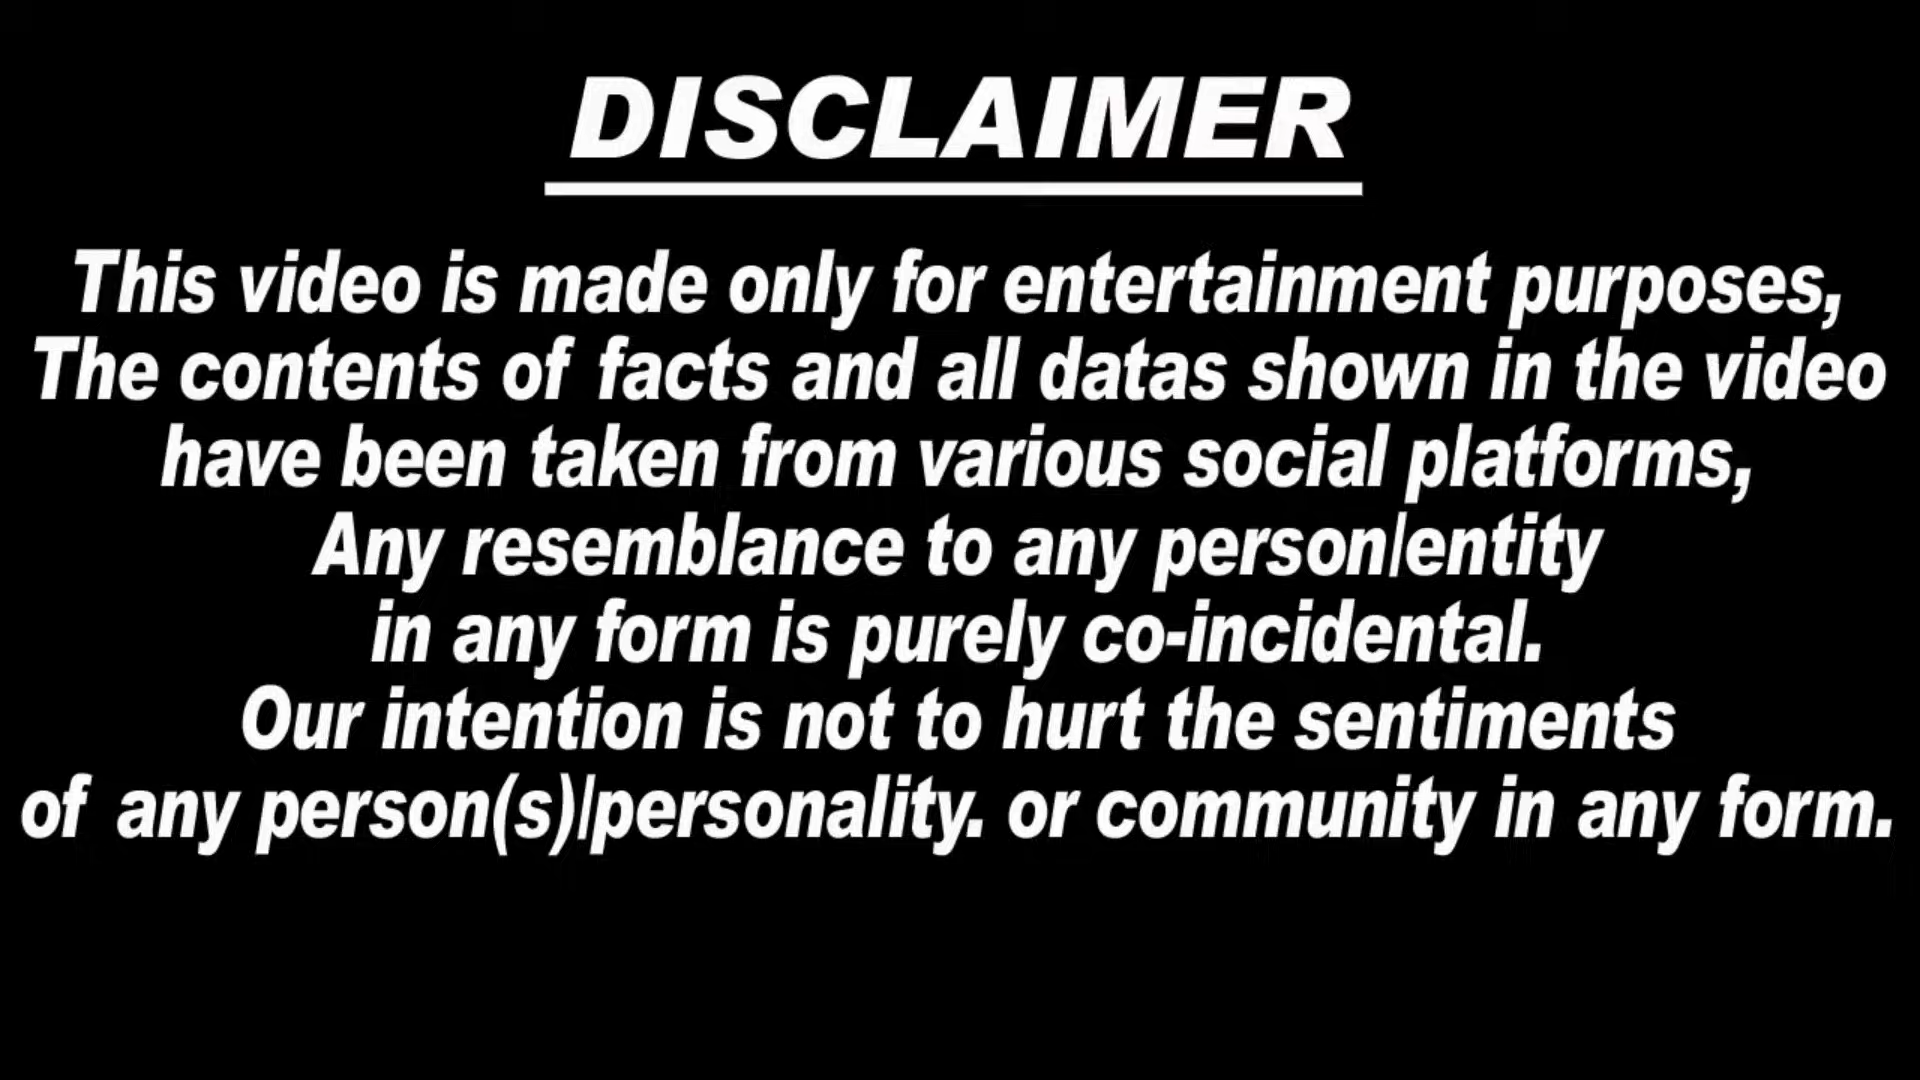 DISCLAIMER
This video is made only for entertainment purposes,
The contents of facts and all datas shown in the video
have been taken from various social platforms,
Any resemblance to any person/entity
in any form is purely co-incidental.
Our intention is not to hurt the sentiments
of any person(s)/personality. or community in any form.